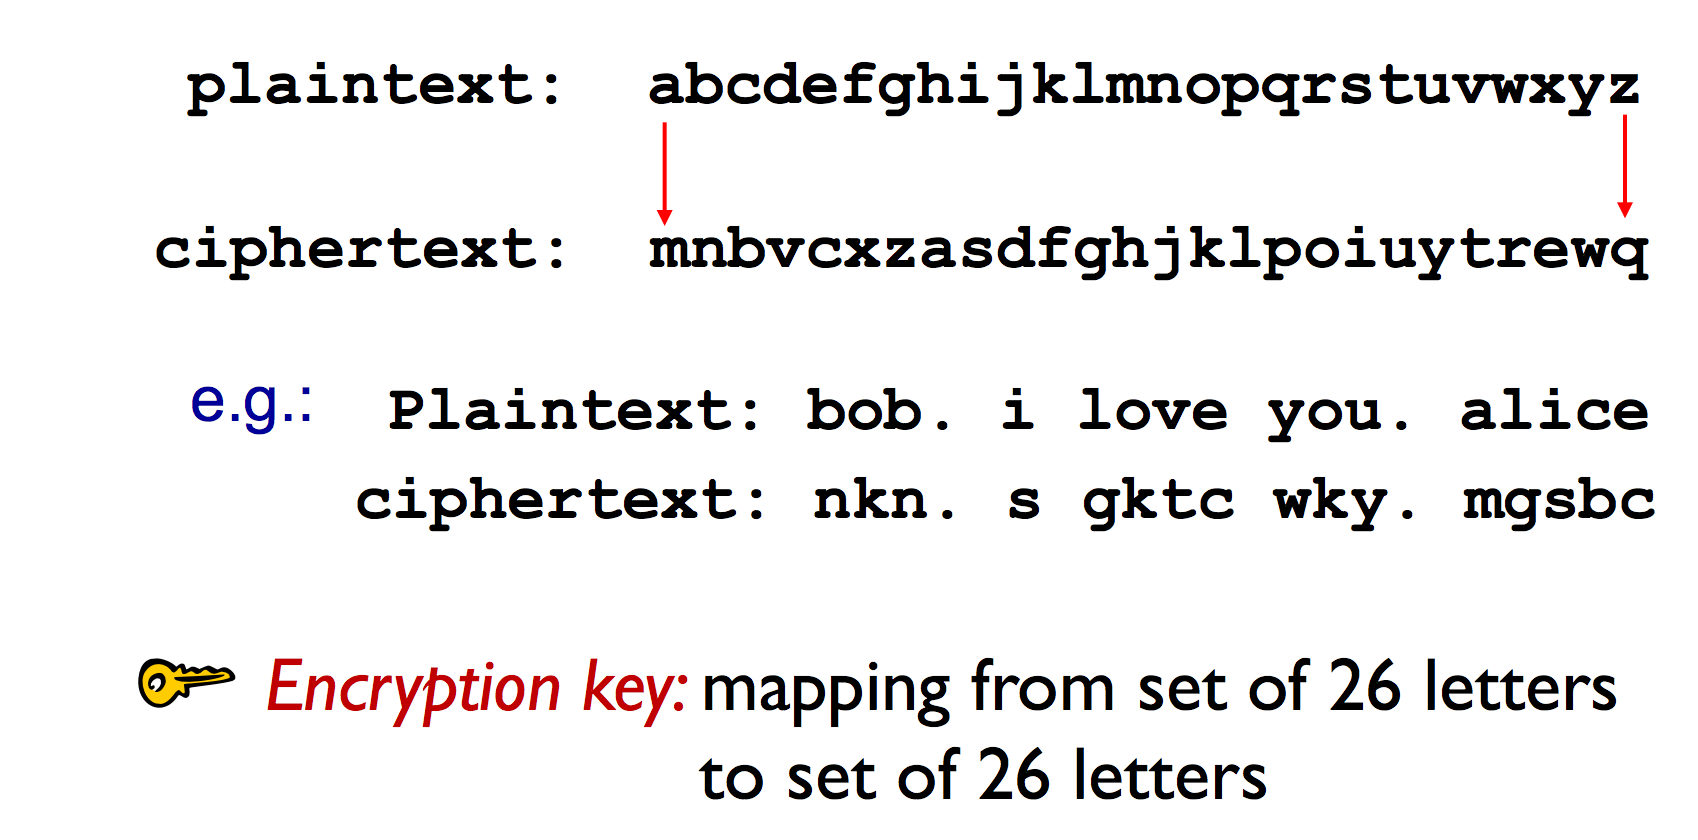 plaintext: abcdefghijklmnopqrstuvwxyz
ciphertext: mnbvcxzasdfghjklpoiuytrewq
e.g.: Plaintext: bob. i love you. alice
ciphertext: nkn. s gktc wky. mgsbc
Encryption key: mapping from set of 26 letters
to set of 26 letters